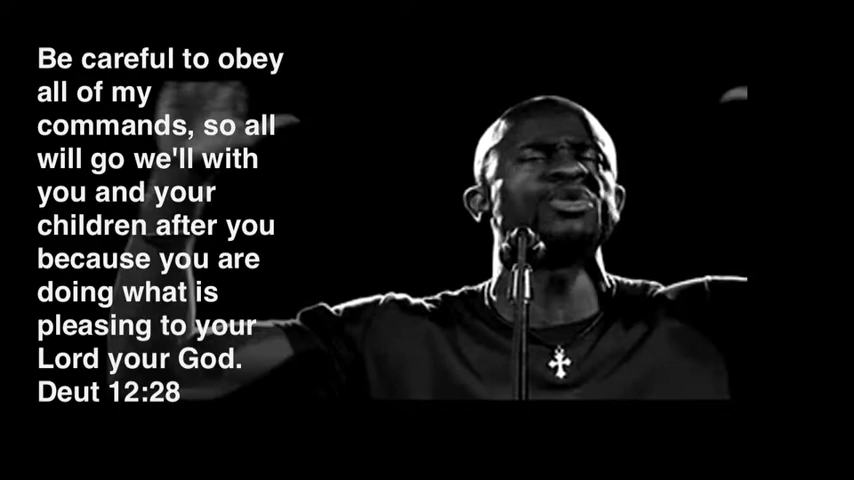 Be careful to obey
all of my
commands, so all
will go we'll with
you and your
children after you
because you are
doing what is
pleasing to your
Lord your God.
Deut 12:28